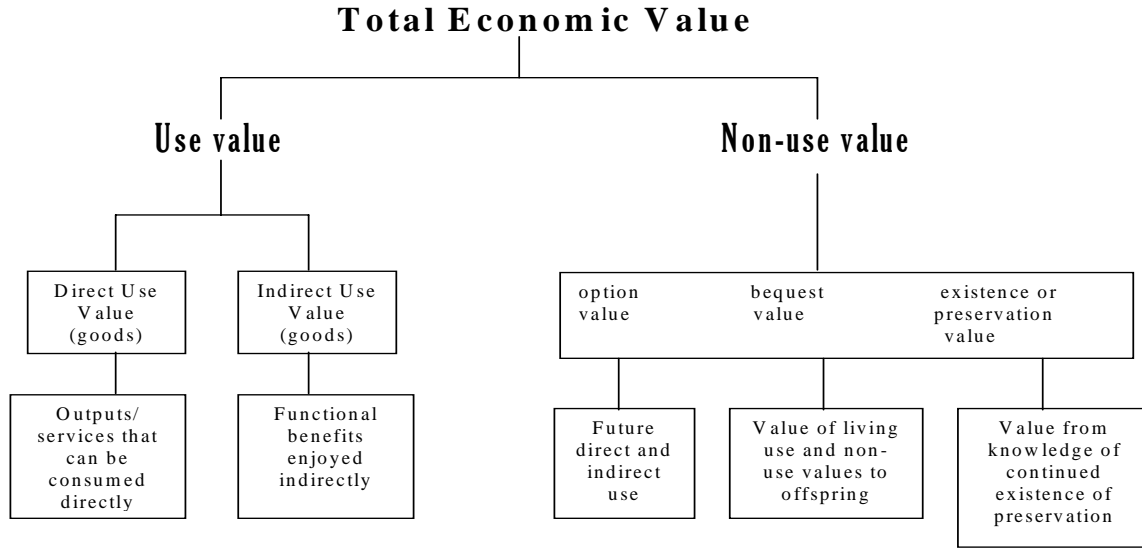 Total Economic Value
Use value
Non-use value
Direct Use
Value
(goods)
Indirect Use
Value
(goods)
option
value
bequest
value
existence or
preservation
value
Outputs/
services that
can be
consumed
directly
Functional
benefits
enjoyed
indirectly
Future
direct and
indirect
use
Value of living
use and non-
use values to
offspring
Value from
knowledge of
continued
existence of
preservation